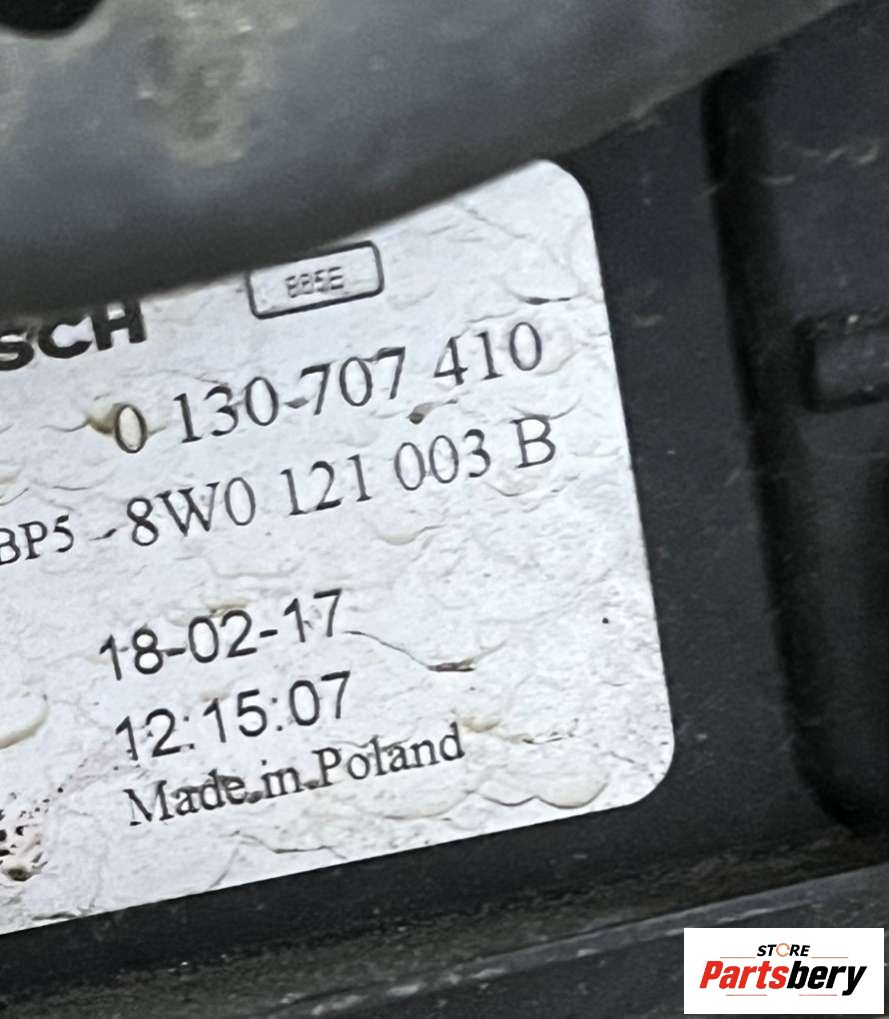 SCH
0 130 707 410
BP5 - 8W0 121 003 B
18-02-17
12:15:07
Made in Poland
STORE
Partsbery